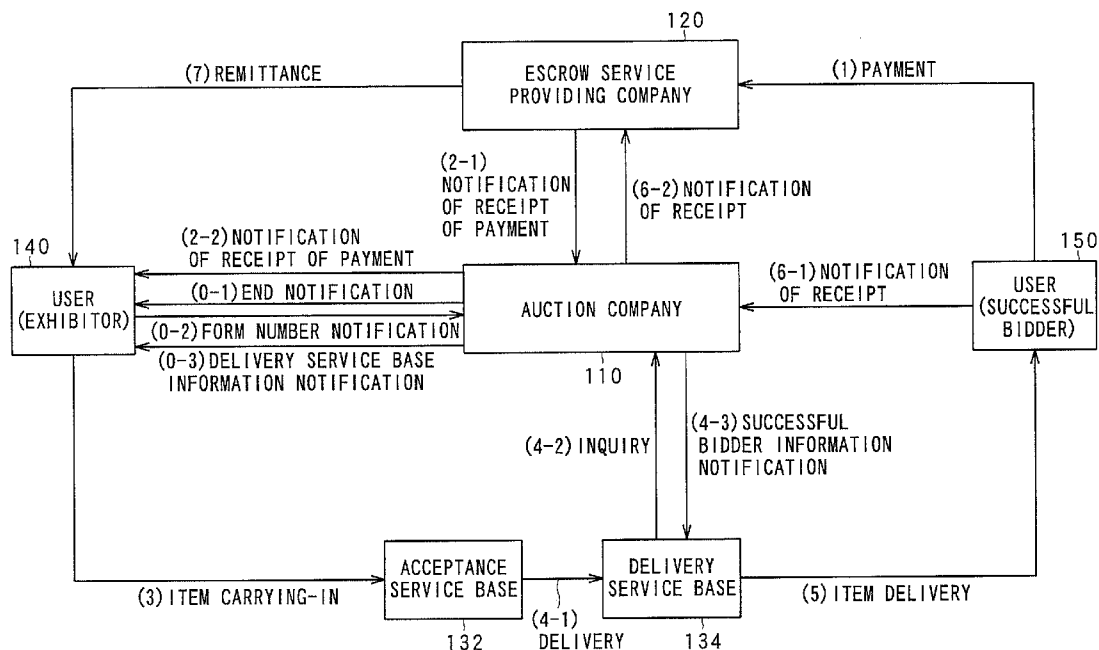 120
(7) REMITTANCE
ESCROW SERVICE
PROVIDING COMPANY
(1) PAYMENT
(2-1)
NOTIFICATION
OF RECEIPT
OF PAYMENT
(6-2) NOTIFICATION
OF RECEIPT
140
(2-2) NOTIFICATION
OF RECEIPT OF PAYMENT
150
USER
(EXHIBITOR)
(0-1) END NOTIFICATION
AUCTION COMPANY
(6-1) NOTIFICATION
OF RECEIPT
USER
(SUCCESSFUL
BIDDER)
(0-2) FORM NUMBER NOTIFICATION
(0-3) DELIVERY SERVICE BASE
INFORMATION NOTIFICATION
110
(4-2) INQUIRY
(4-3) SUCCESSFUL
BIDDER INFORMATION
NOTIFICATION
ACCEPTANCE
SERVICE BASE
DELIVERY
SERVICE BASE
(3) ITEM CARRYING-IN
(4-1)
DELIVERY
(5) ITEM DELIVERY
132
134